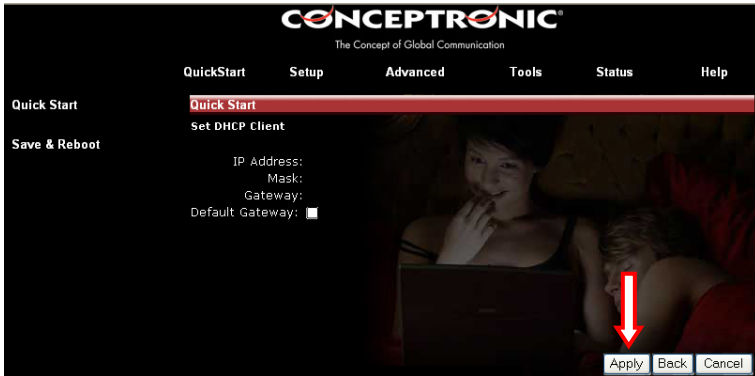 CONCEPTRONIC®
The Concept of Global Communication
QuickStart Setup Advanced Tools Status Help
Quick Start
Save & Reboot
Quick Start
Set DHCP Client
IP Address:
Mask:
Gateway:
Default Gateway:
Apply Back Cancel